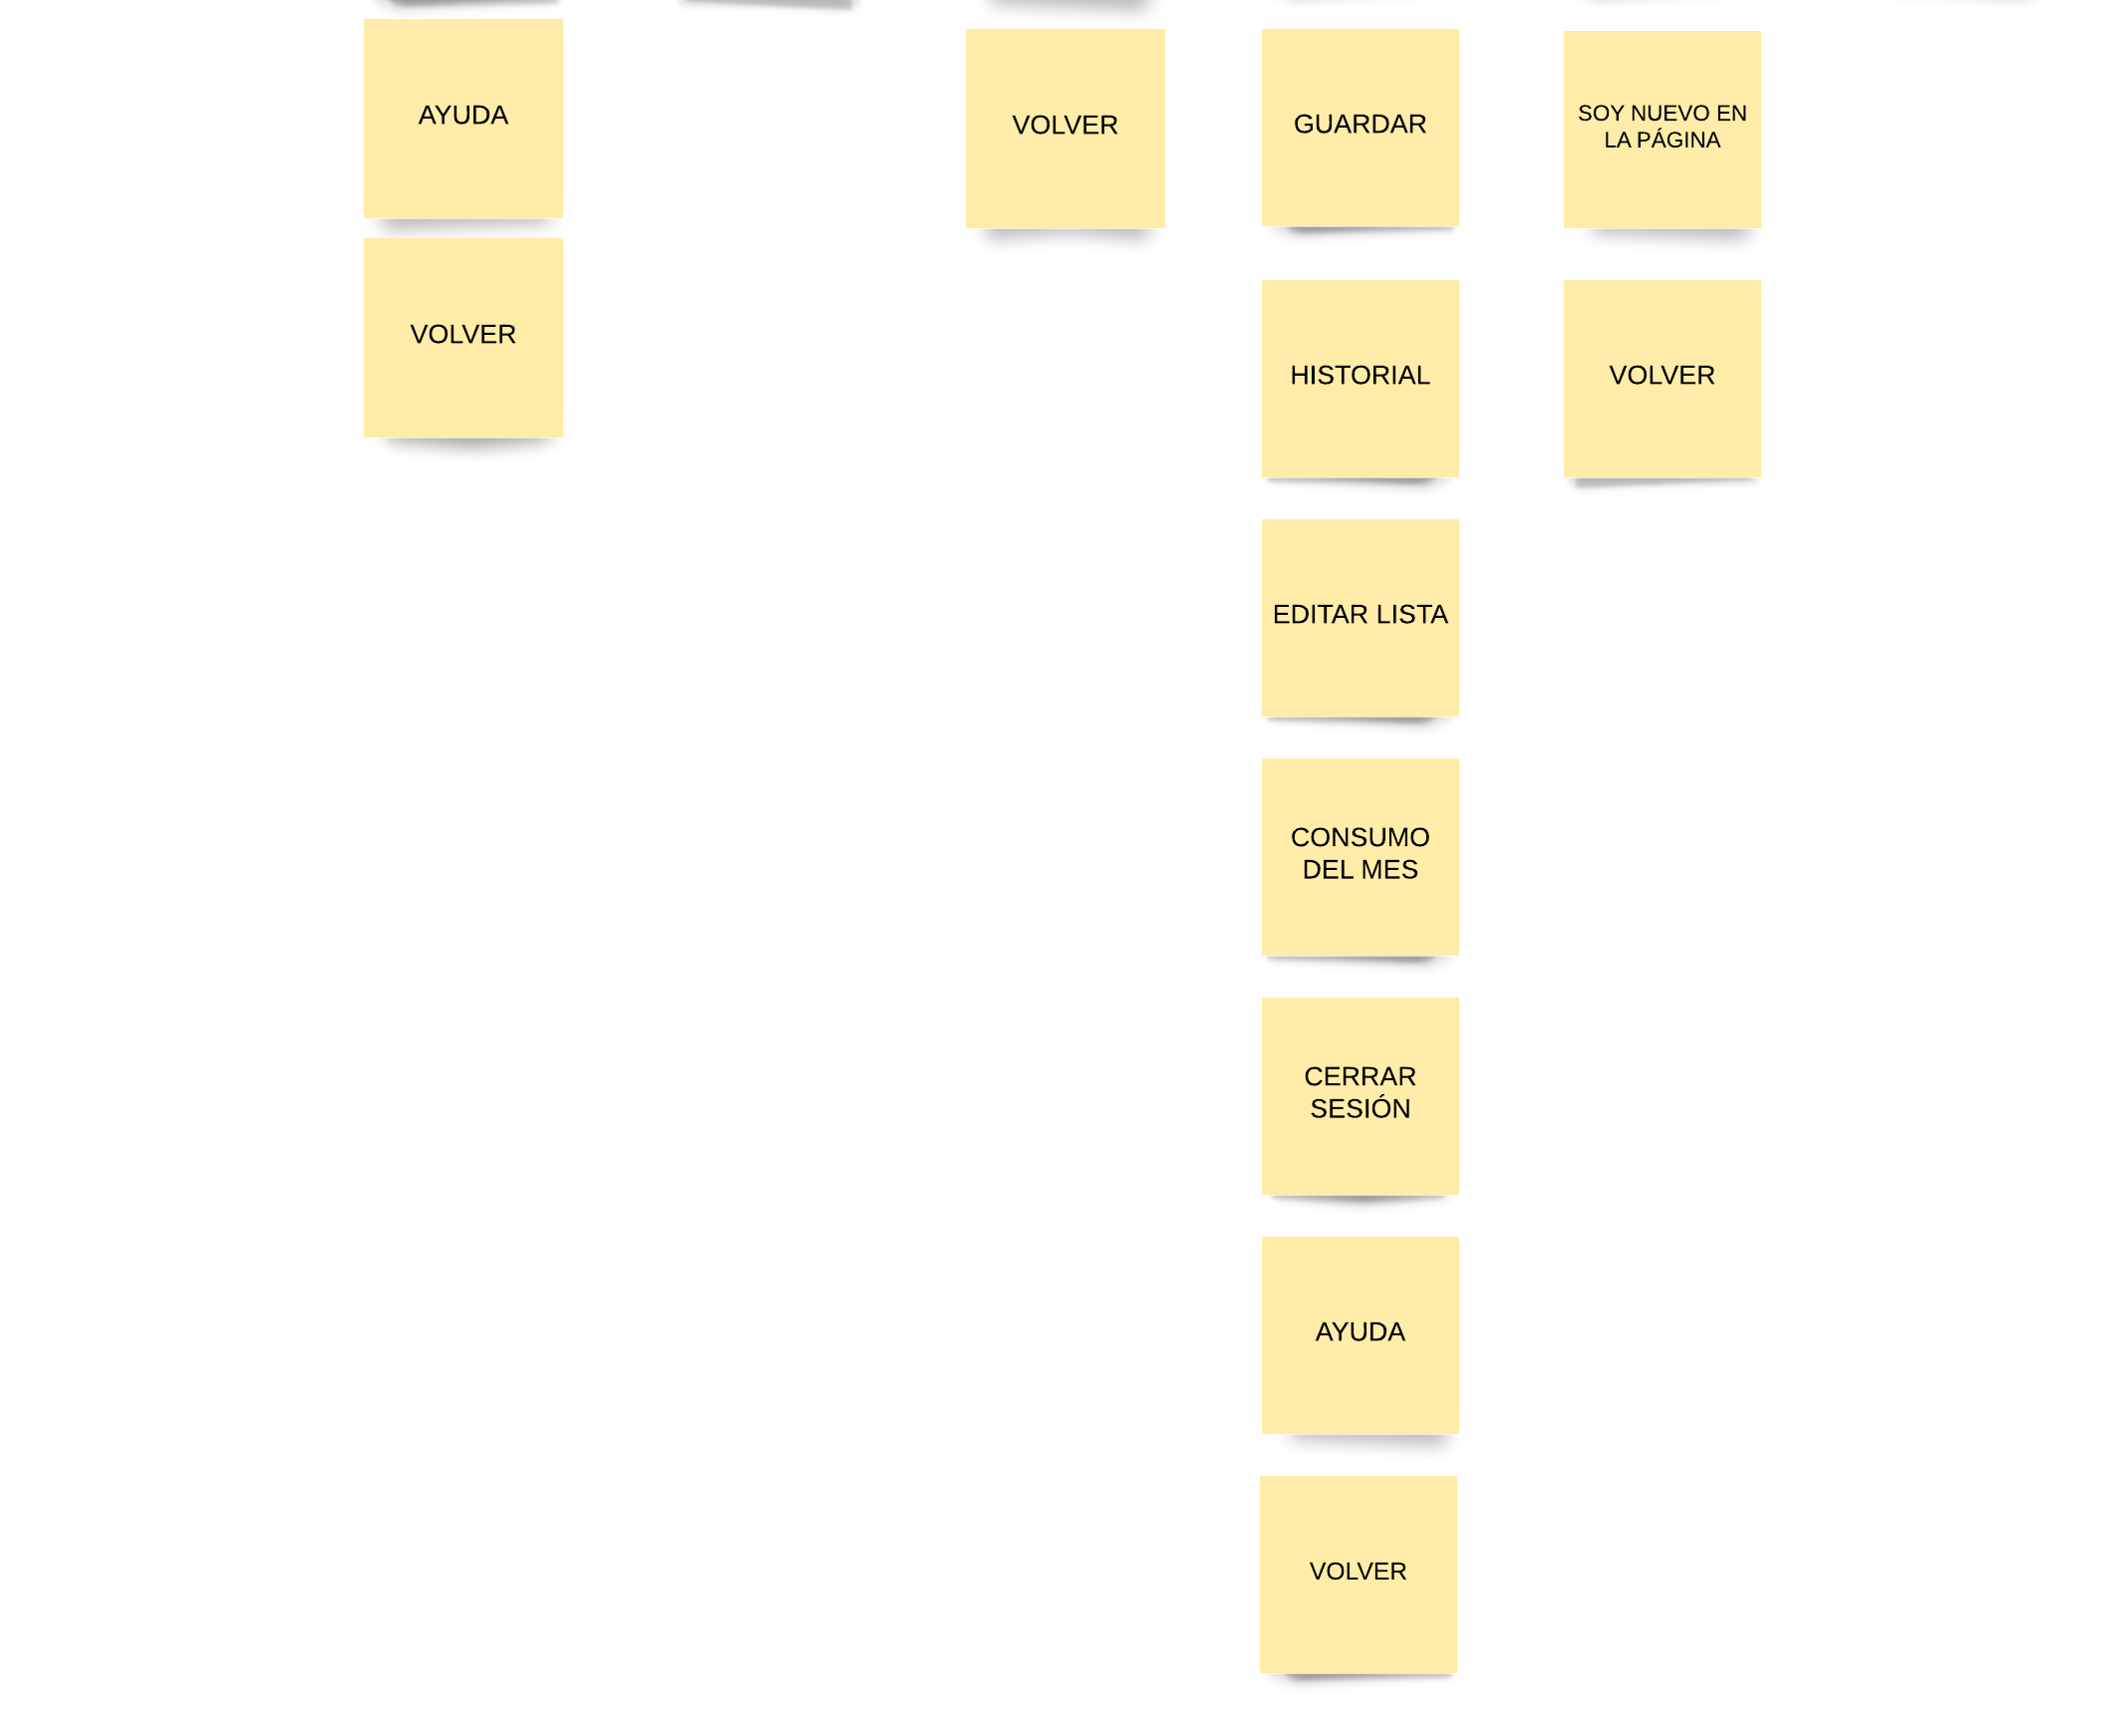 AYUDA
VOLVER
VOLVER
GUARDAR
HISTORIAL
EDITAR LISTA
CONSUMO
DEL MES
CERRAR
SESIÓN
AYUDA
VOLVER
SOY NUEVO EN
LA PÁGINA
VOLVER